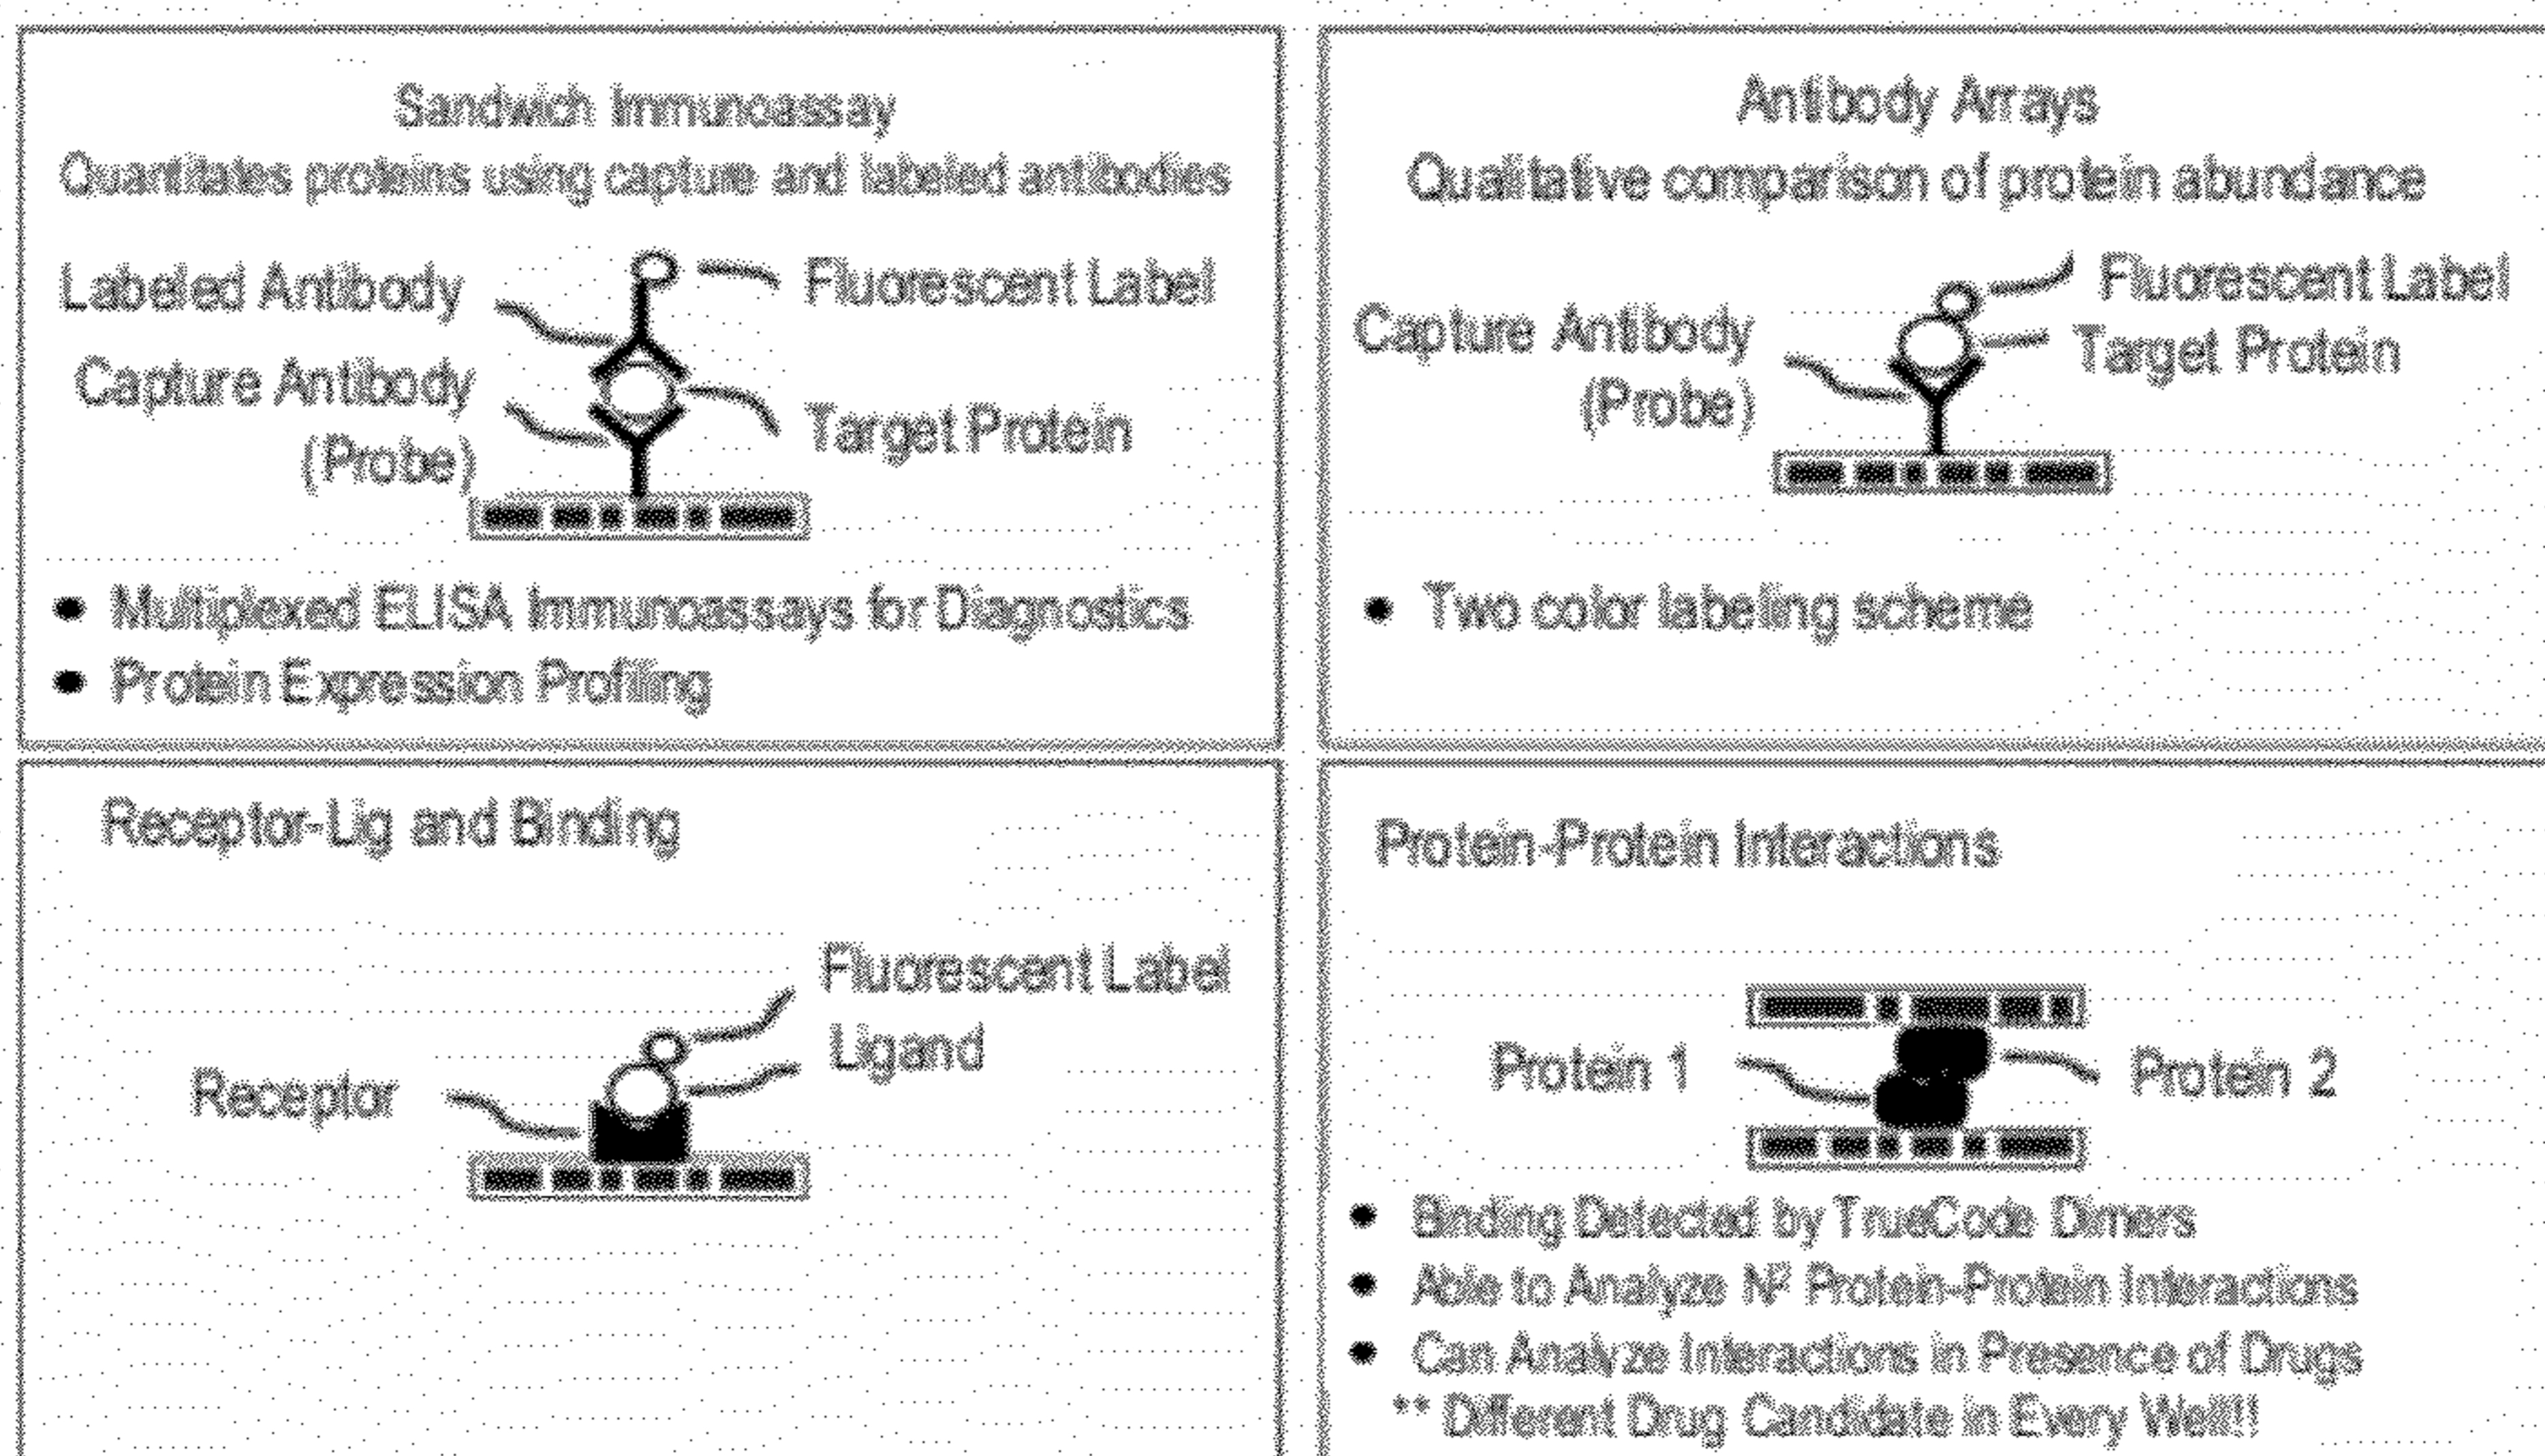 Sandwich Immunoassay
Quantitates proteins using capture and labeled antibodies
Labeled Antibody
Fluorescent Label
Capture Antibody
(Probe)
Target Protein
• Multiplexed ELISA Immunoassays for Diagnostics
• Protein Expression Profiling
Antibody Arrays
Qualitative comparison of protein abundance
Fluorescent Label
Capture Antibody
(Probe)
Target Protein
• Two color labeling scheme
Receptor-Lig and Binding
Fluorescent Label
Ligand
Receptor
Protein-Protein Interactions
Protein 1
Protein 2
• Binding Detected by TrueCode Dimers
• Able to Analyze N² Protein-Protein Interactions
• Can Analyze Interactions in Presence of Drugs
** Different Drug Candidate in Every Well!!